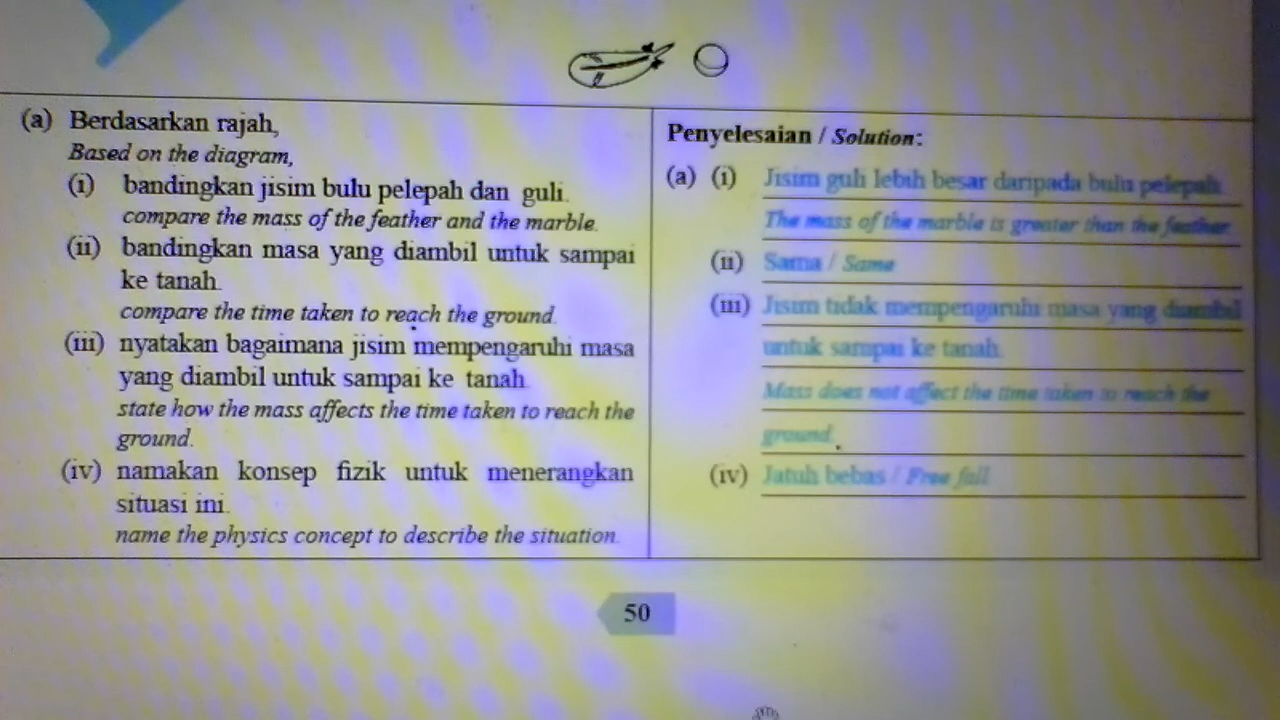 (a) Berdasarkan rajah,
Based on the diagram,
(i) bandingkan jisim bulu pelepah dan guli.
compare the mass of the feather and the marble.
(ii) bandingkan masa yang diambil untuk sampai
ke tanah.
compare the time taken to reach the ground.
(iii) nyatakan bagaimana jisim mempengaruhi masa
yang diambil untuk sampai ke tanah.
state how the mass affects the time taken to reach the
ground.
(iv) namakan konsep fizik untuk menerangkan
situasi ini.
name the physics concept to describe the situation.
Penyelesaian / Solution:
(a) (i) Jisim guli lebih besar daripada bulu pelepah
The mass of the marble is greater than the feather
(ii) Sama / Same
(iii) Jisim tidak mempengaruhi masa yang diambil
untuk sampai ke tanah.
Mass does not affect the time taken to reach the
ground.
(iv) Jatuh bebas / Free fall
50